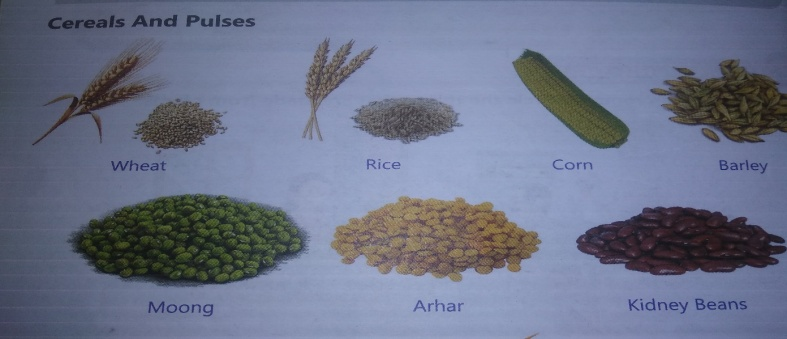 Cereals And Pulses
Wheat Rice Corn Barley
Moong Arhar Kidney Beans